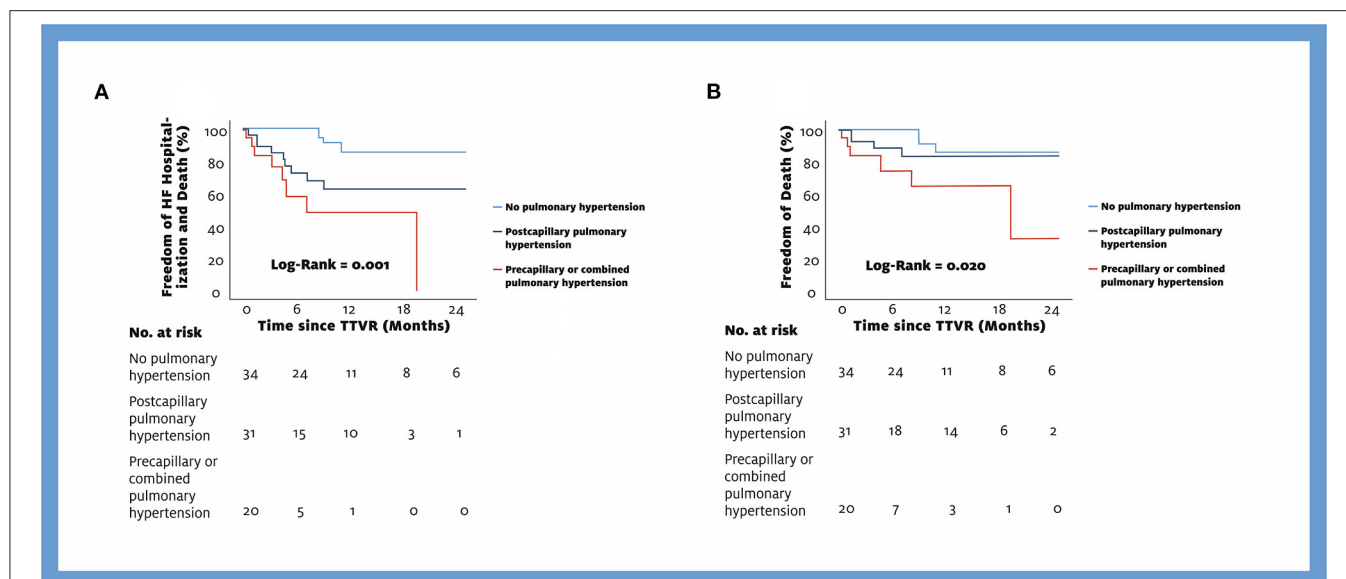 A
Freedom of HF Hospital-
ization and Death (%)
100
80
60
40
20
0
Log-Rank = 0.001
0 6 12 18 24
Time since TTVR (Months)
No pulmonary hypertension
Postcapillary pulmonary
hypertension
Precapillary or combined
pulmonary hypertension
No. at risk
No pulmonary
hypertension 34 24 11 8 6
Postcapillary
pulmonary
hypertension 31 15 10 3 1
Precapillary or
combined
pulmonary
hypertension 20 5 1 0 0
B
Freedom of Death (%)
100
80
60
40
20
0
Log-Rank = 0.020
0 6 12 18 24
Time since TTVR (Months)
No pulmonary hypertension
Postcapillary pulmonary
hypertension
Precapillary or combined
pulmonary hypertension
No. at risk
No pulmonary
hypertension 34 24 11 8 6
Postcapillary
pulmonary
hypertension 31 18 14 6 2
Precapillary or
combined
pulmonary
hypertension 20 7 3 1 0